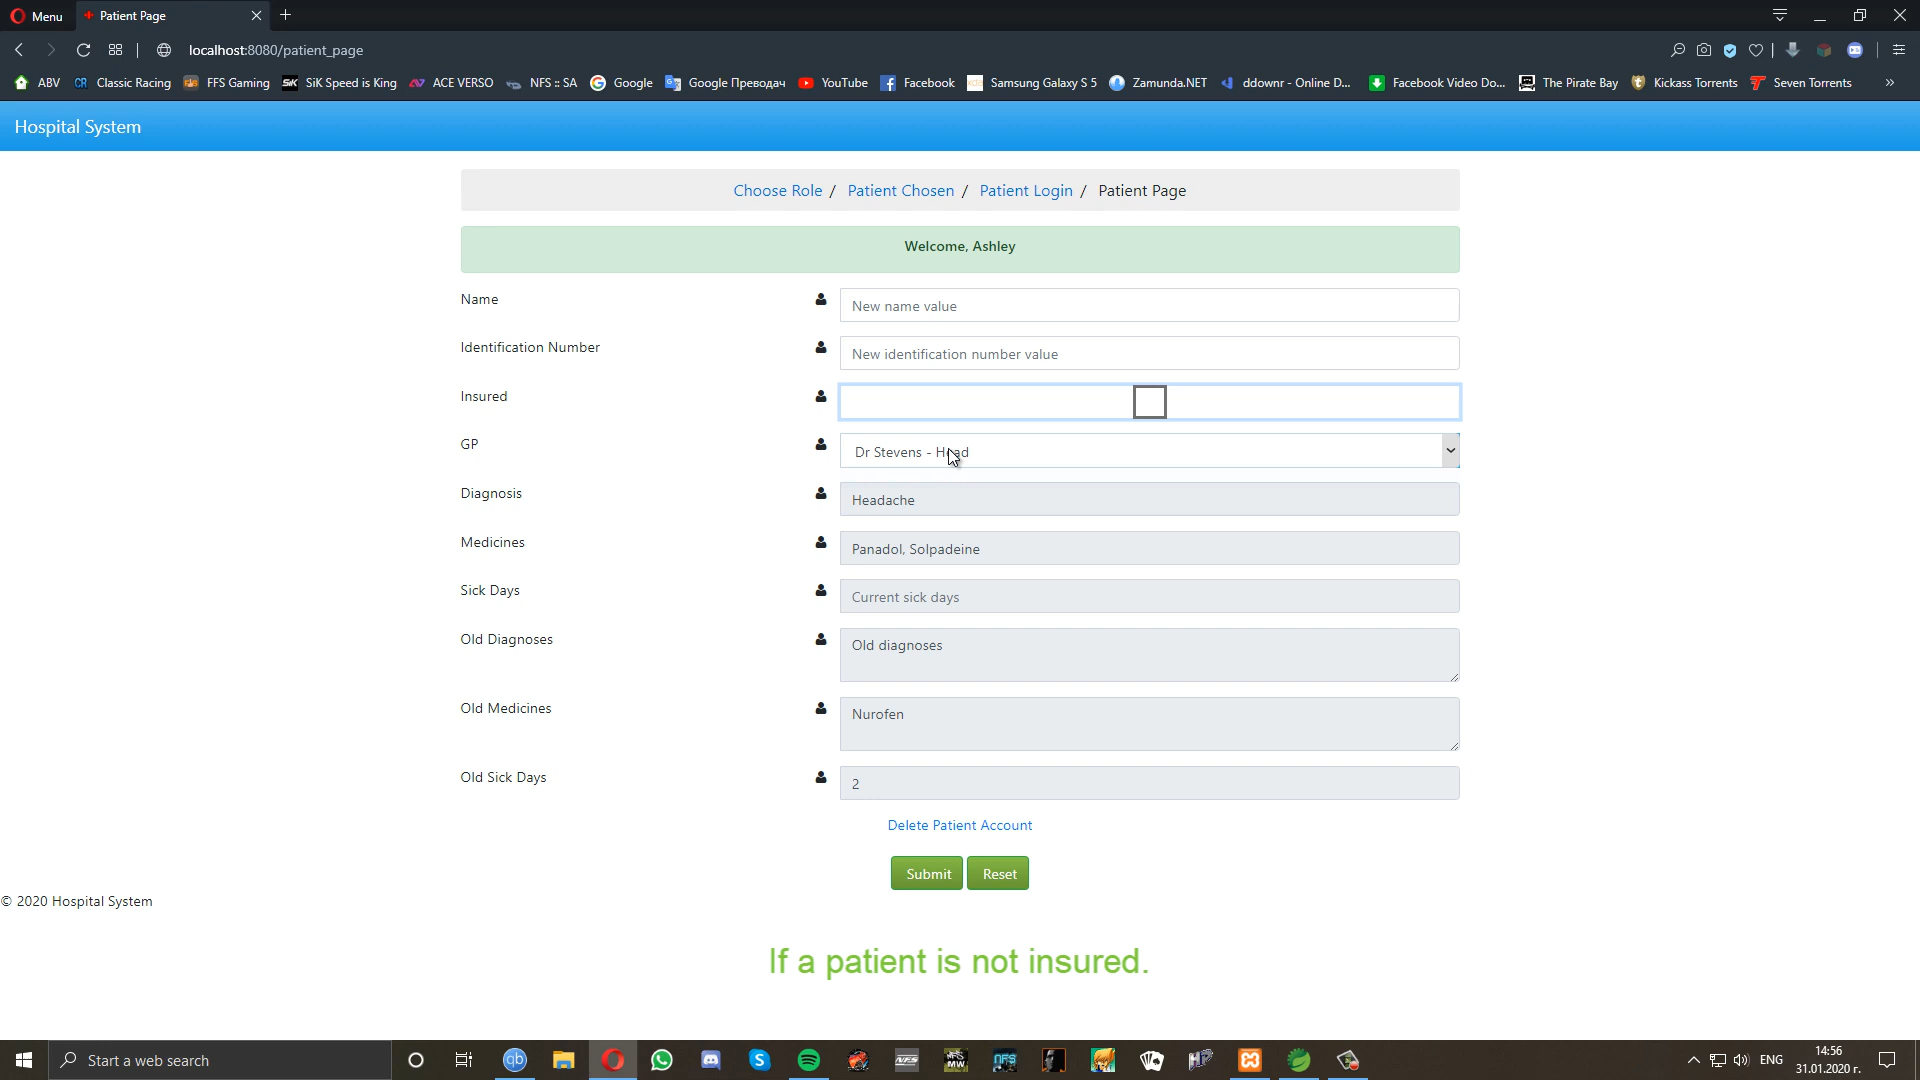 Menu
Patient Page
localhost:8080/patient_page
ABV Classic Racing FFS Gaming SiK Speed is King ACE VERSO NFS :: SA Google Google Преводач YouTube Facebook Samsung Galaxy S 5 Zamunda.NET ddownr - Online D... Facebook Video Do... The Pirate Bay Kickass Torrents Seven Torrents »
Hospital System
Choose Role / Patient Chosen / Patient Login / Patient Page
Welcome, Ashley
Name New name value
Identification Number New identification number value
Insured
GP Dr Stevens - Head
Diagnosis Headache
Medicines Panadol, Solpadeine
Sick Days Current sick days
Old Diagnoses Old diagnoses
Old Medicines Nurofen
Old Sick Days 2
Delete Patient Account
Submit Reset
© 2020 Hospital System
If a patient is not insured.
Start a web search
ENG
14:56
31.01.2020 г.